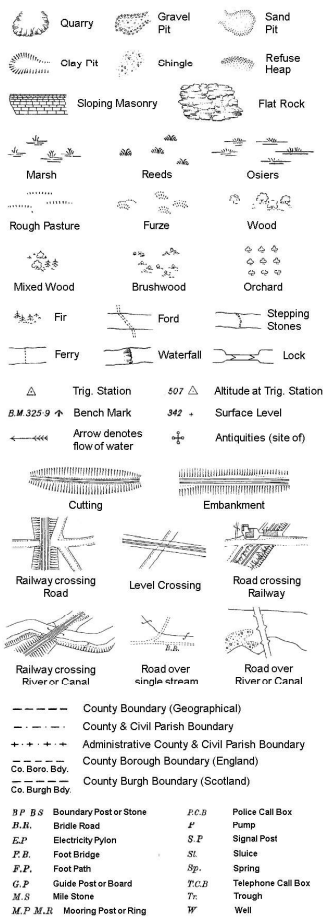 Quarry
Gravel
Pit
Sand
Pit
Clay Pit
Shingle
Refuse
Heap
Sloping Masonry
Flat Rock
Marsh
Reeds
Osiers
Rough Pasture
Furze
Wood
Mixed Wood
Brushwood
Orchard
Fir
Ford
Stepping
Stones
Ferry
Waterfall
Lock
Trig. Station
507
Altitude at Trig. Station
B.M. 325·9
Bench Mark
342 +
Surface Level
Arrow denotes
flow of water
Antiquities (site of)
Cutting
Embankment
Railway crossing
Road
Level Crossing
Road crossing
Railway
B.R.
Railway crossing
River or Canal
Road over
single stream
Road over
River or Canal
County Boundary (Geographical)
County & Civil Parish Boundary
Administrative County & Civil Parish Boundary
Co. Boro. Bdy.
County Borough Boundary (England)
Co. Burgh Bdy.
County Burgh Boundary (Scotland)
B P B S Boundary Post or Stone
B.R. Bridle Road
E.P Electricity Pylon
F.B. Foot Bridge
F.P. Foot Path
G.P Guide Post or Board
M.S Mile Stone
M.P M.R Mooring Post or Ring
P.C.B Police Call Box
P Pump
S.P Signal Post
Sl. Sluice
Sp. Spring
T.C.B Telephone Call Box
Tr. Trough
W Well